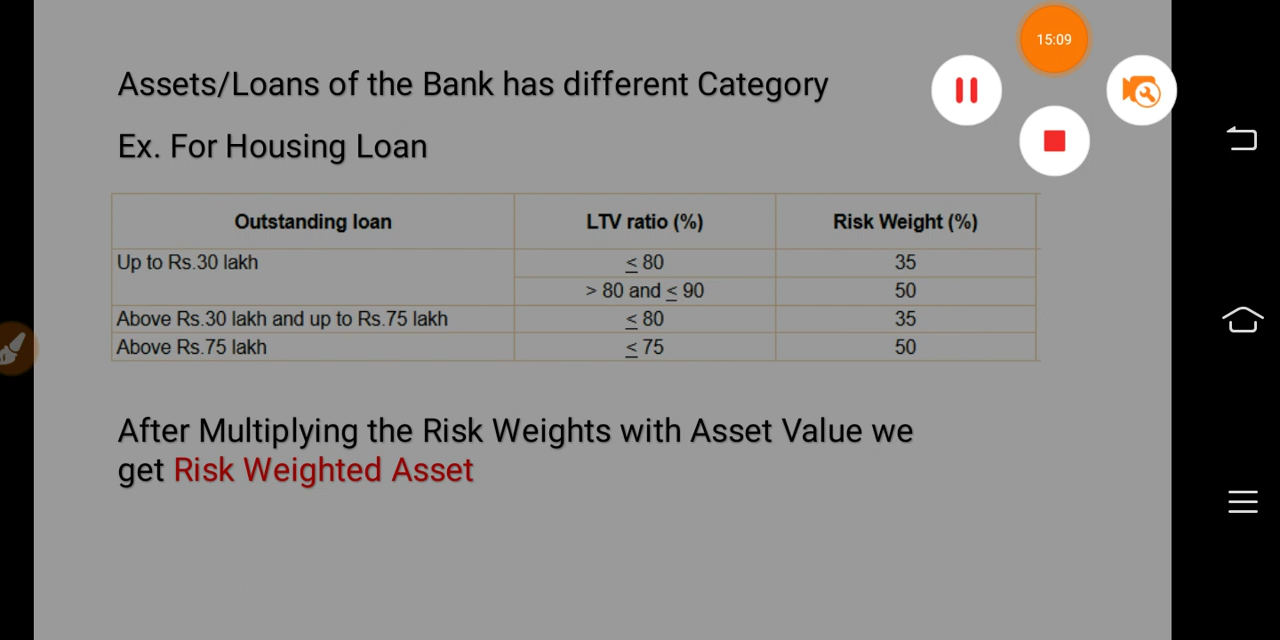 15:09
Assets/Loans of the Bank has different Category
Ex. For Housing Loan
Outstanding loan LTV ratio (%) Risk Weight (%)
Up to Rs.30 lakh ≤ 80 35
> 80 and ≤ 90 50
Above Rs.30 lakh and up to Rs.75 lakh ≤ 80 35
Above Rs.75 lakh ≤ 75 50
After Multiplying the Risk Weights with Asset Value we
get Risk Weighted Asset